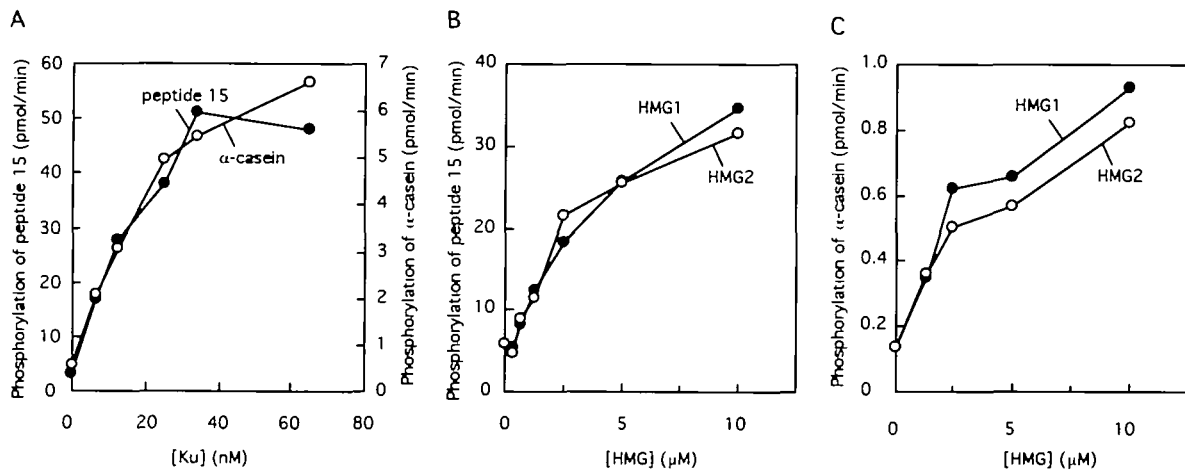 A
Phosphorylation of peptide 15 (pmol/min)
60
50
40
30
20
10
0
peptide 15
α-casein
7
6
5
4
3
2
1
0
Phosphorylation of α-casein (pmol/min)
0
20
40
60
80
[Ku] (nM)
B
Phosphorylation of peptide 15 (pmol/min)
40
30
20
10
0
HMG1
HMG2
0
5
10
[HMG] (μM)
C
Phosphorylation of α-casein (pmol/min)
1.0
0.8
0.6
0.4
0.2
0
HMG1
HMG2
0
5
10
[HMG] (μM)